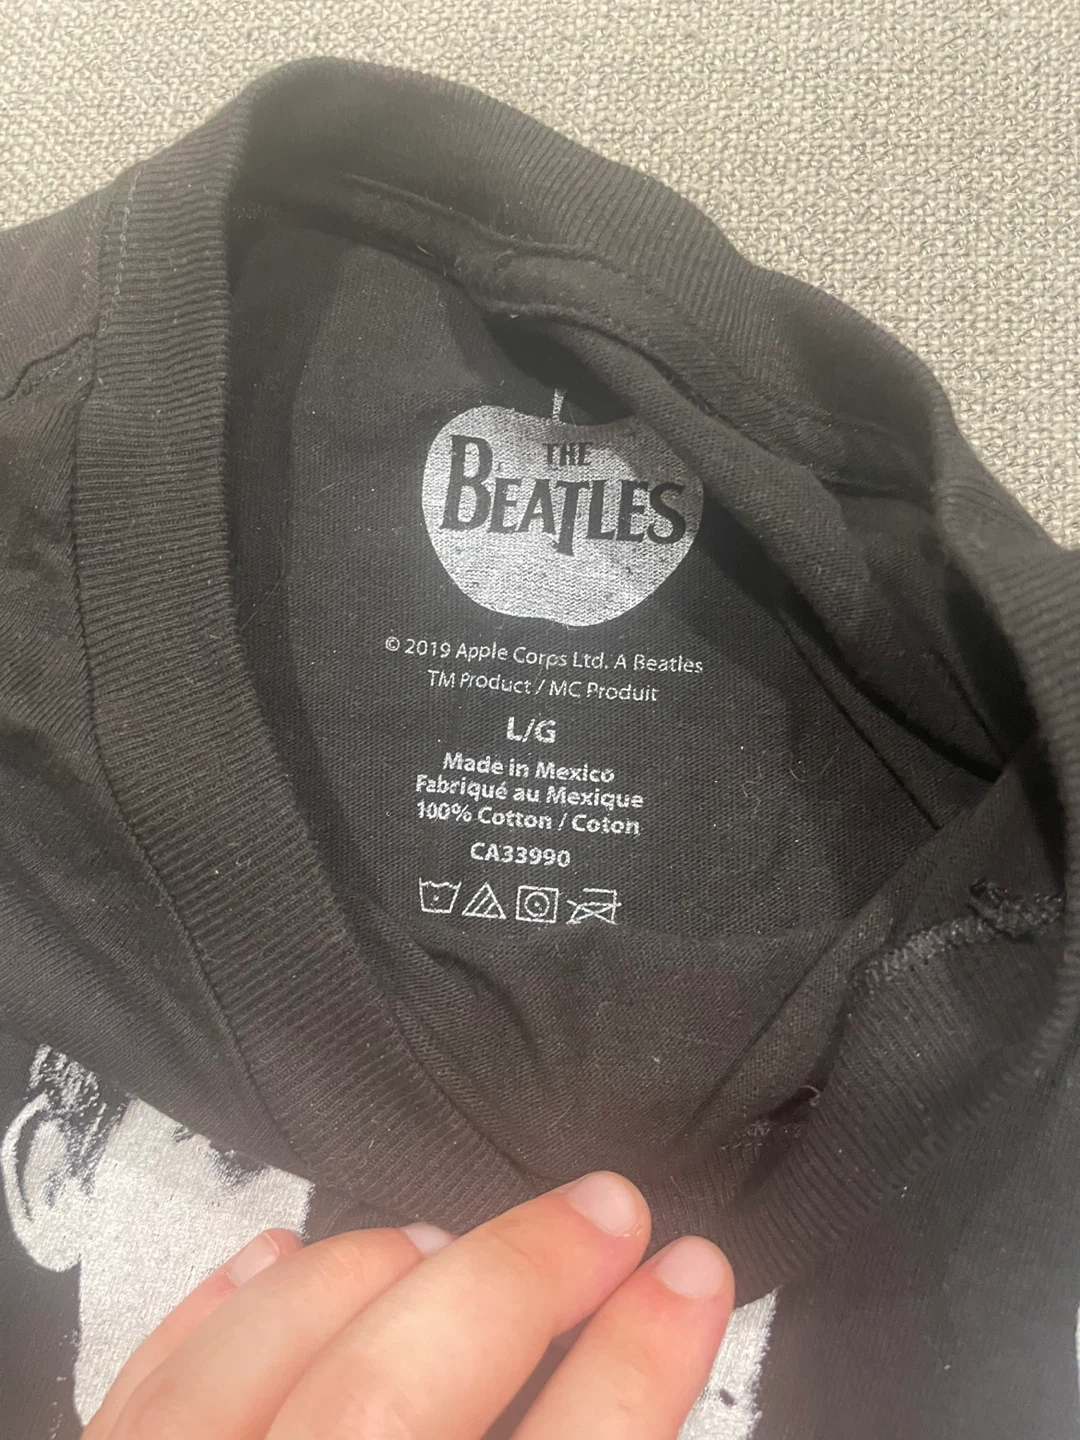 THE
BEATLES
© 2019 Apple Corps Ltd. A Beatles
TM Product / MC Produit
L/G
Made in Mexico
Fabriqué au Mexique
100% Cotton / Coton
CA33990